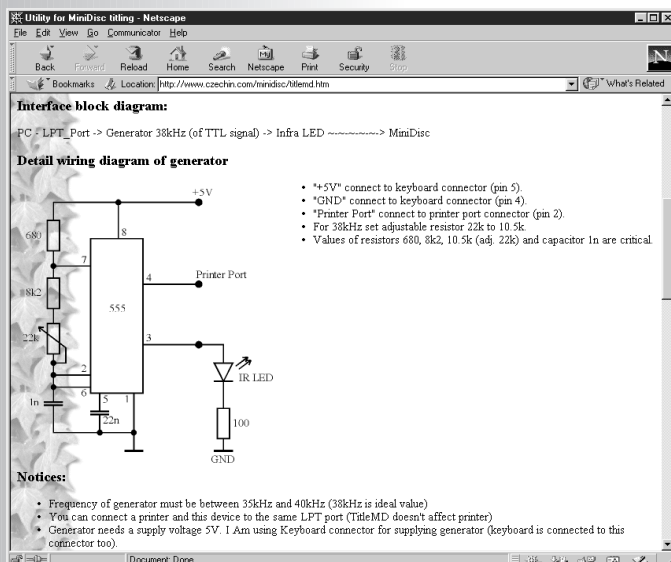 Utility for MiniDisc titling - Netscape
File Edit View Go Communicator Help
Back Forward Reload Home Search Netscape Print Security Stop
N
Bookmarks Location: http://www.czechin.com/minidisc/titlemd.htm What's Related
Interface block diagram:
PC - LPT_Port -> Generator 38kHz (of TTL signal) -> Infra LED ~-~-~-~-~-> MiniDisc
Detail wiring diagram of generator
+5V
680
8
7
4
Printer Port
8k2
555
22k
3
2
IR LED
6
1n
5
1
22n
100
GND
• "+5V" connect to keyboard connector (pin 5).
• "GND" connect to keyboard connector (pin 4).
• "Printer Port" connect to printer port connector (pin 2).
• For 38kHz set adjustable resistor 22k to 10.5k.
• Values of resistors 680, 8k2, 10.5k (adj. 22k) and capacitor 1n are critical.
Notices:
• Frequency of generator must be between 35kHz and 40kHz (38kHz is ideal value)
• You can connect a printer and this device to the same LPT port (TitleMD doesn't affect printer)
• Generator needs a supply voltage 5V. I Am using Keyboard connector for supplying generator (keyboard is connected to this
connector too).
Document: Done